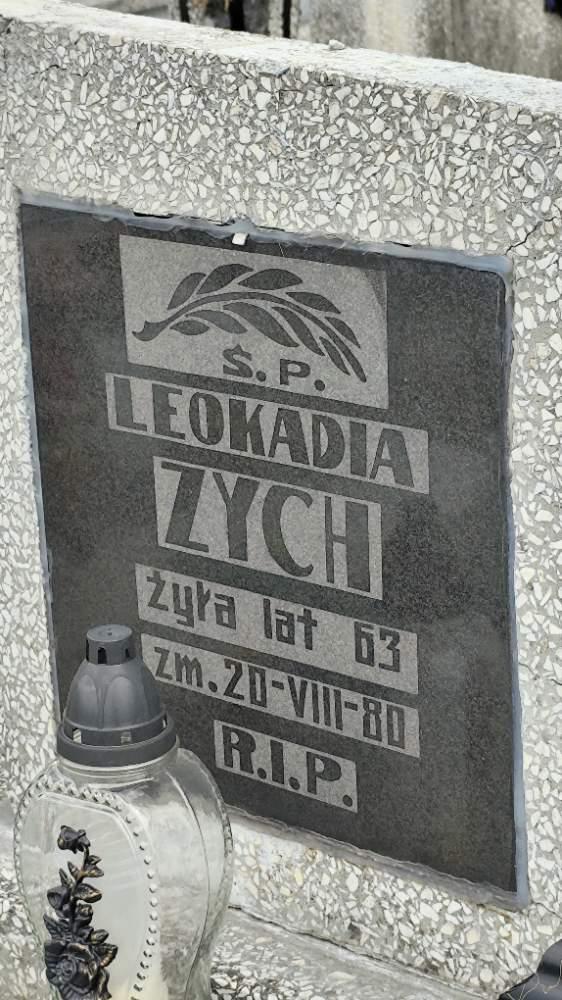 Ś.P.
LEOKADIA
ZYCH
żyła lat 63
zm. 20-VIII-80
R.I.P.